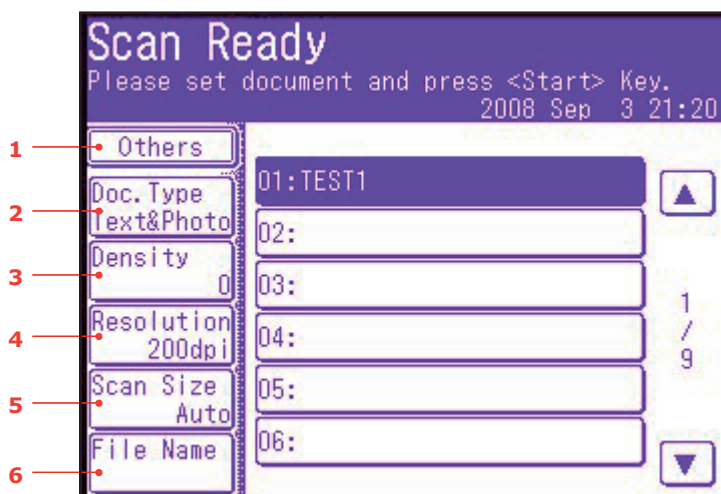 Scan Ready
Please set document and press <Start> Key.
2008 Sep 3 21:20
1
Others
2
Doc.Type
Text&Photo
3
Density
0
4
Resolution
200dpi
5
Scan Size
Auto
6
File Name
01:TEST1
02:
03:
04:
05:
06:
▲
1
/
9
▼